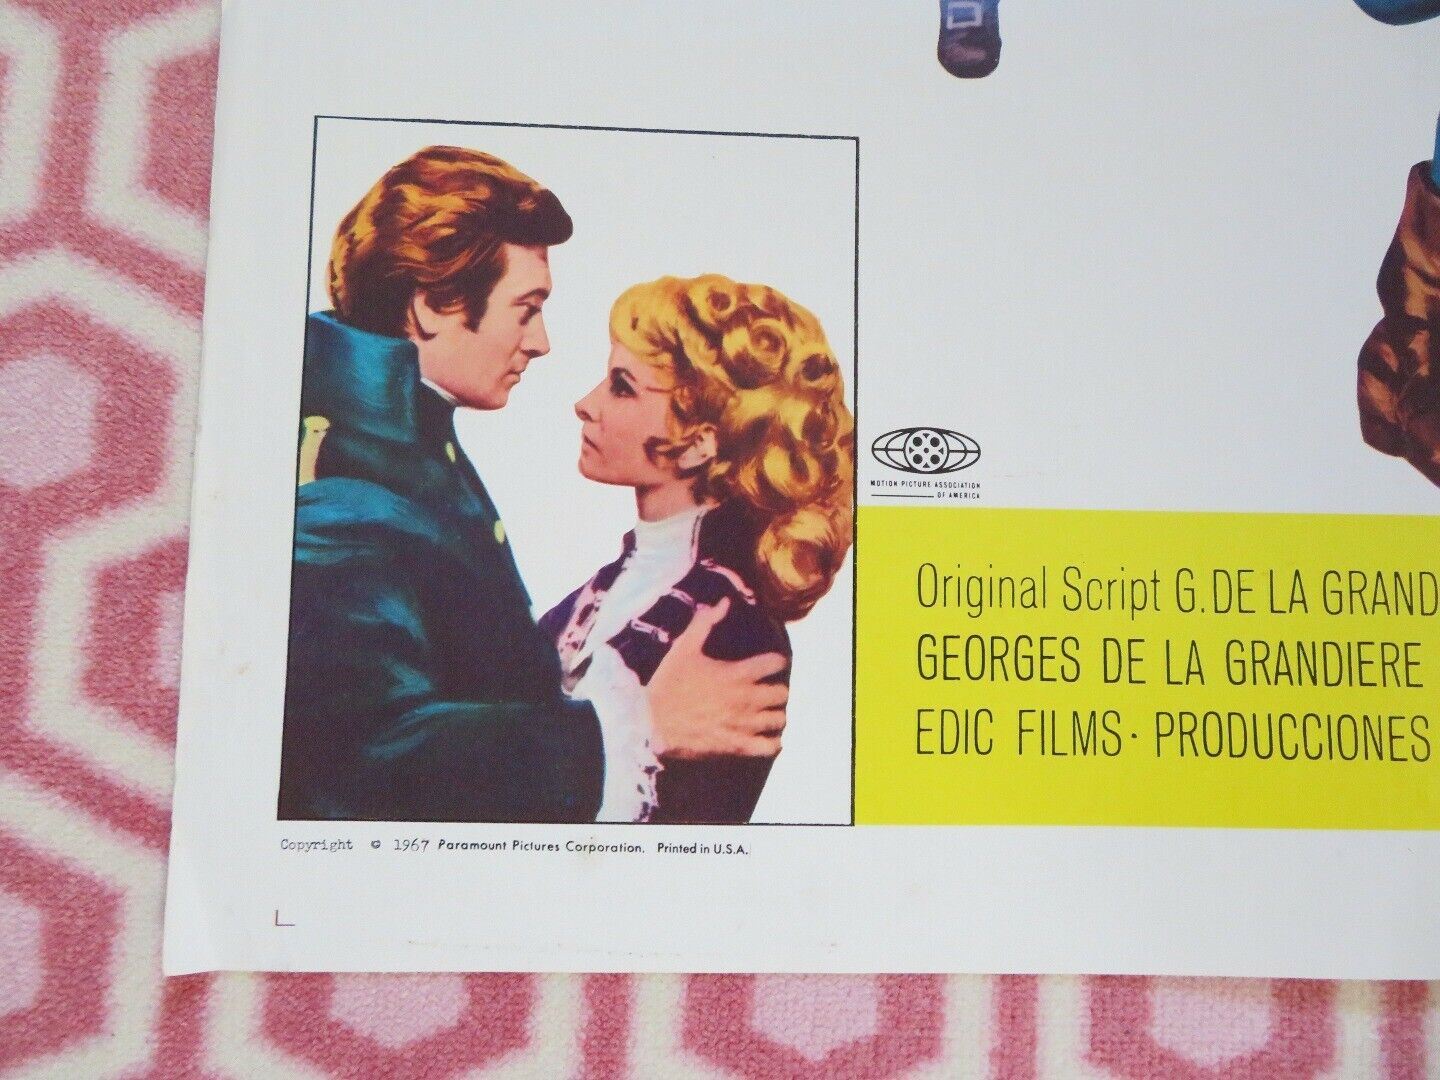 MOTION PICTURE ASSOCIATION
OF AMERICA
Original Script G. DE LA GRAND
GEORGES DE LA GRANDIERE
EDIC FILMS · PRODUCCIONES
Copyright © 1967 Paramount Pictures Corporation. Printed in U.S.A.